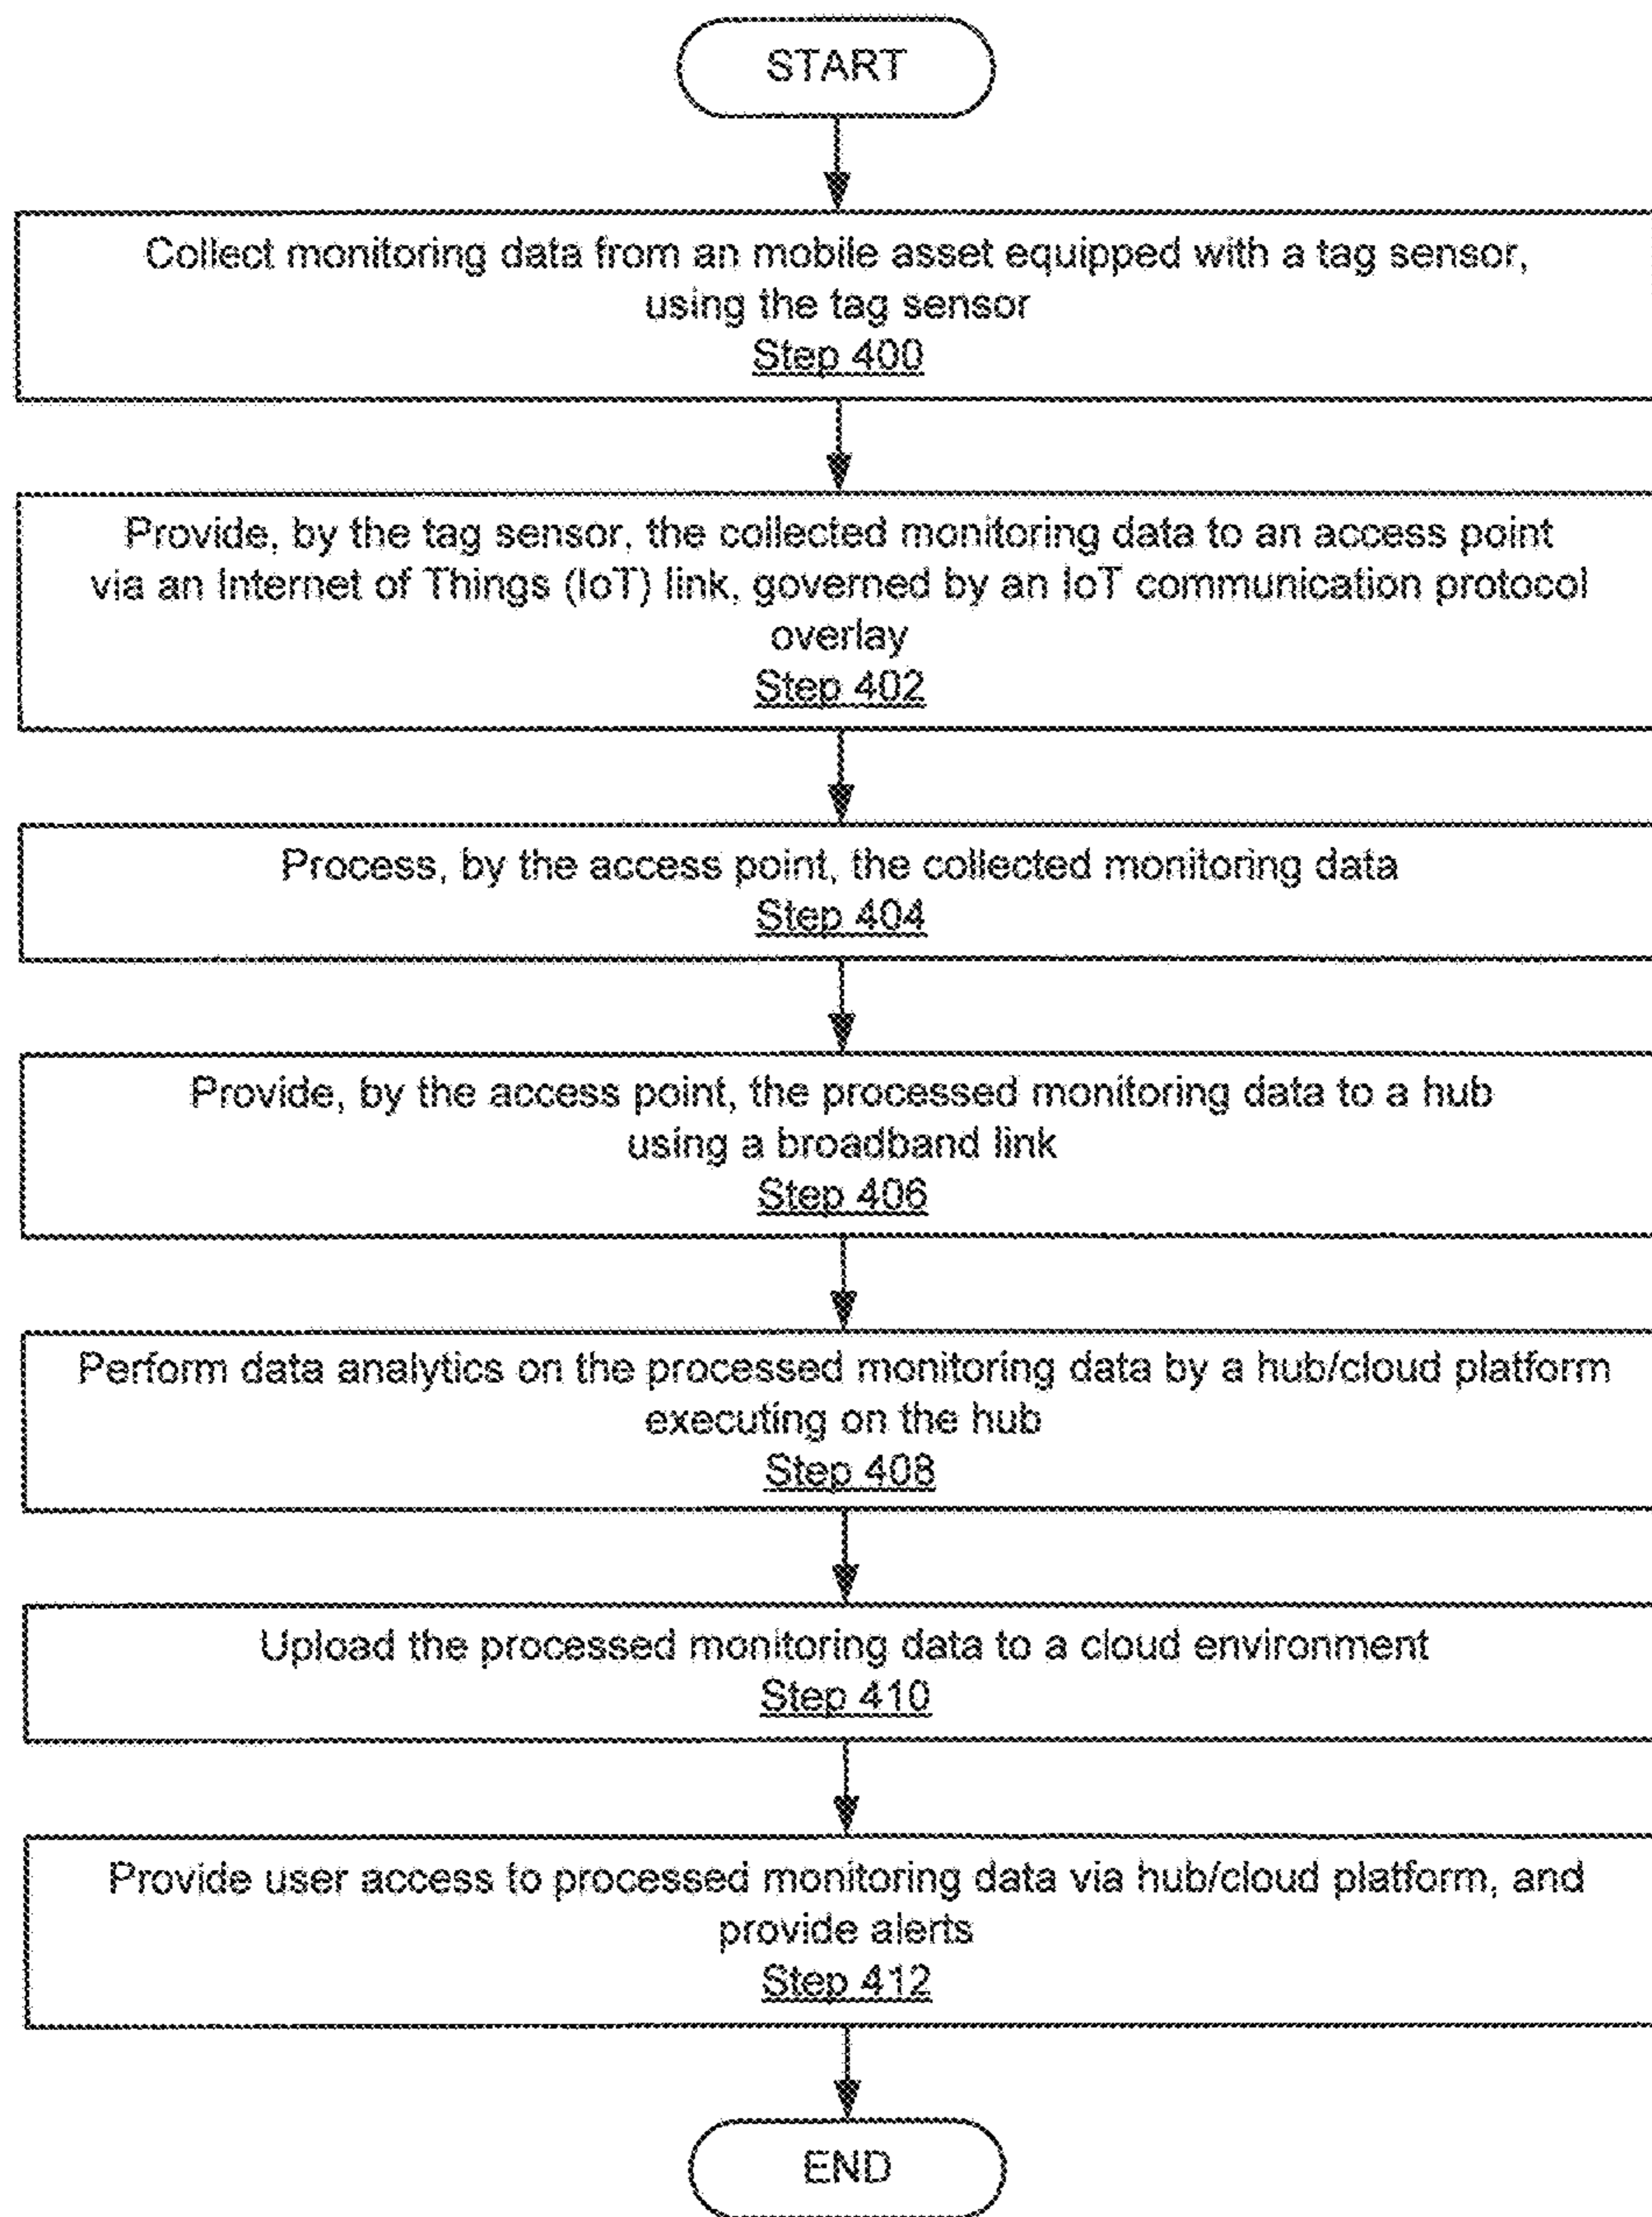 START
Collect monitoring data from an mobile asset equipped with a tag sensor,
using the tag sensor
Step 400
Provide, by the tag sensor, the collected monitoring data to an access point
via an Internet of Things (IoT) link, governed by an IoT communication protocol
overlay
Step 402
Process, by the access point, the collected monitoring data
Step 404
Provide, by the access point, the processed monitoring data to a hub
using a broadband link
Step 406
Perform data analytics on the processed monitoring data by a hub/cloud platform
executing on the hub
Step 408
Upload the processed monitoring data to a cloud environment
Step 410
Provide user access to processed monitoring data via hub/cloud platform, and
provide alerts
Step 412
END